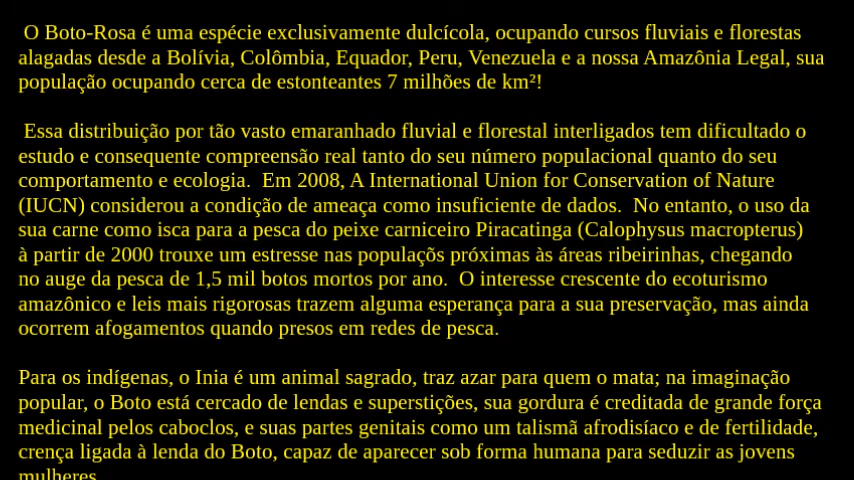 O Boto-Rosa é uma espécie exclusivamente dulcícola, ocupando cursos fluviais e florestas
alagadas desde a Bolívia, Colômbia, Equador, Peru, Venezuela e a nossa Amazônia Legal, sua
população ocupando cerca de estonteantes 7 milhões de km²!
Essa distribuição por tão vasto emaranhado fluvial e florestal interligados tem dificultado o
estudo e consequente compreensão real tanto do seu número populacional quanto do seu
comportamento e ecologia.  Em 2008, A International Union for Conservation of Nature
(IUCN) considerou a condição de ameaça como insuficiente de dados.  No entanto, o uso da
sua carne como isca para a pesca do peixe carniceiro Piracatinga (Calophysus macropterus)
à partir de 2000 trouxe um estresse nas populaçõs próximas às áreas ribeirinhas, chegando
no auge da pesca de 1,5 mil botos mortos por ano.  O interesse crescente do ecoturismo
amazônico e leis mais rigorosas trazem alguma esperança para a sua preservação, mas ainda
ocorrem afogamentos quando presos em redes de pesca.
Para os indígenas, o Inia é um animal sagrado, traz azar para quem o mata; na imaginação
popular, o Boto está cercado de lendas e superstições, sua gordura é creditada de grande força
medicinal pelos caboclos, e suas partes genitais como um talismã afrodisíaco e de fertilidade,
crença ligada à lenda do Boto, capaz de aparecer sob forma humana para seduzir as jovens
mulheres